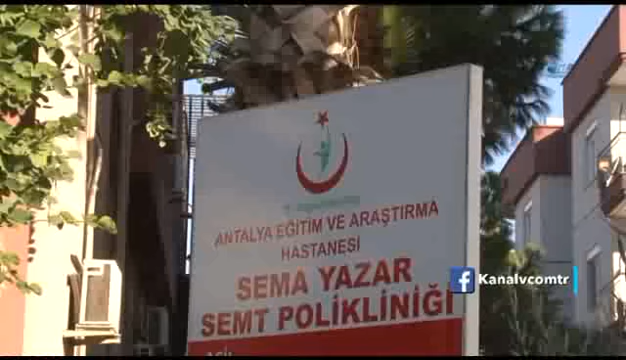 ANTALYA EĞİTİM VE ARAŞTIRMA
HASTANESİ
SEMA YAZAR
SEMT POLİKLİNİĞİ
Kanalvcomtr